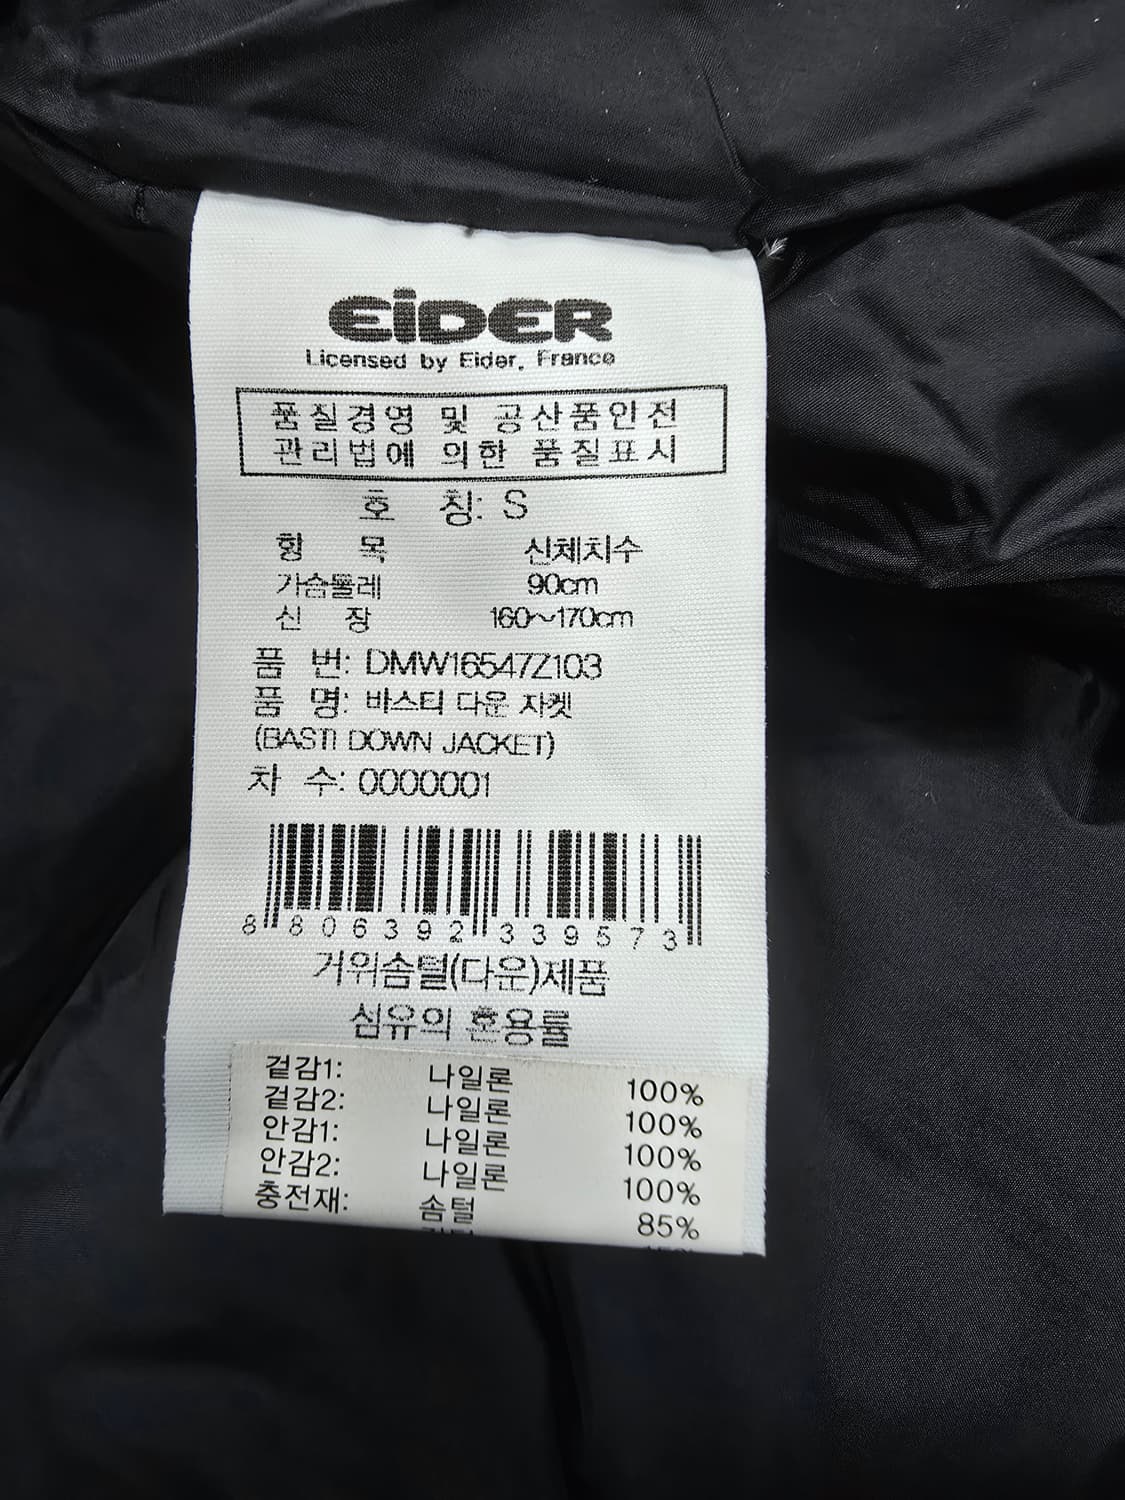 EiDER
Licensed by Eider, France
품질경영 및 공산품안전
관리법에 의한 품질표시
호 칭: S
항 목 신체치수
가슴둘레 90cm
신 장 160~170cm
품 번: DMW16547Z103
품 명: 바스티 다운 자켓
(BASTI DOWN JACKET)
차 수: 0000001
8 806392 339573
거위솜털(다운)제품
섬유의 혼용률
겉감1: 나일론 100%
겉감2: 나일론 100%
안감1: 나일론 100%
안감2: 나일론 100%
충전재: 솜털 85%